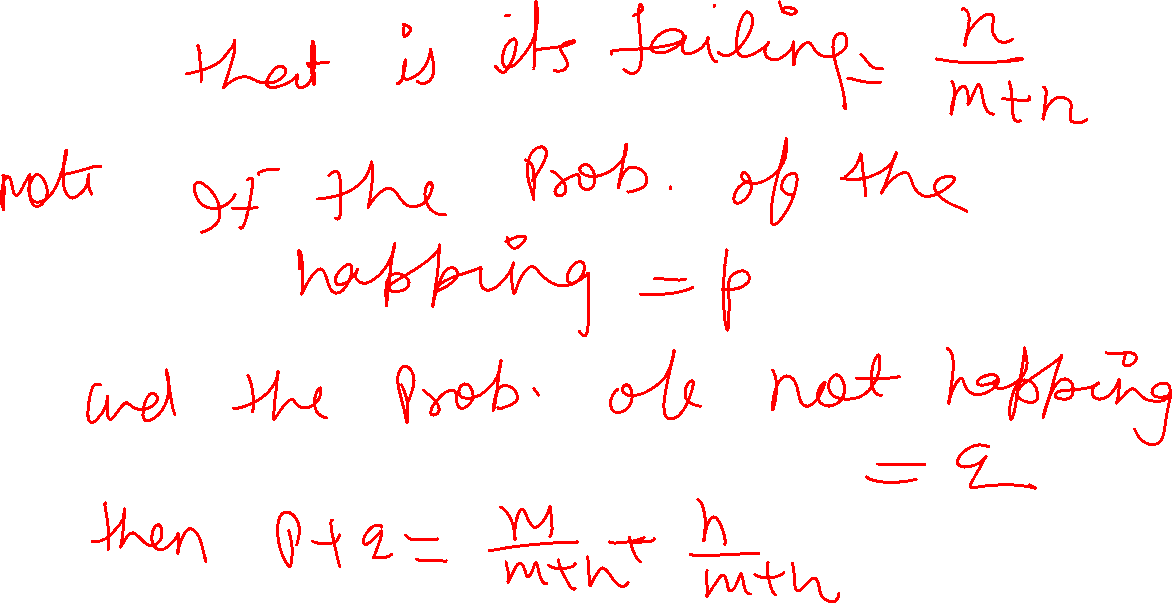 that is its failing = n/m+n
note If the Prob. of the
happing = p
and the Prob. of not happing
= q
then P+q = m/m+n + n/m+n